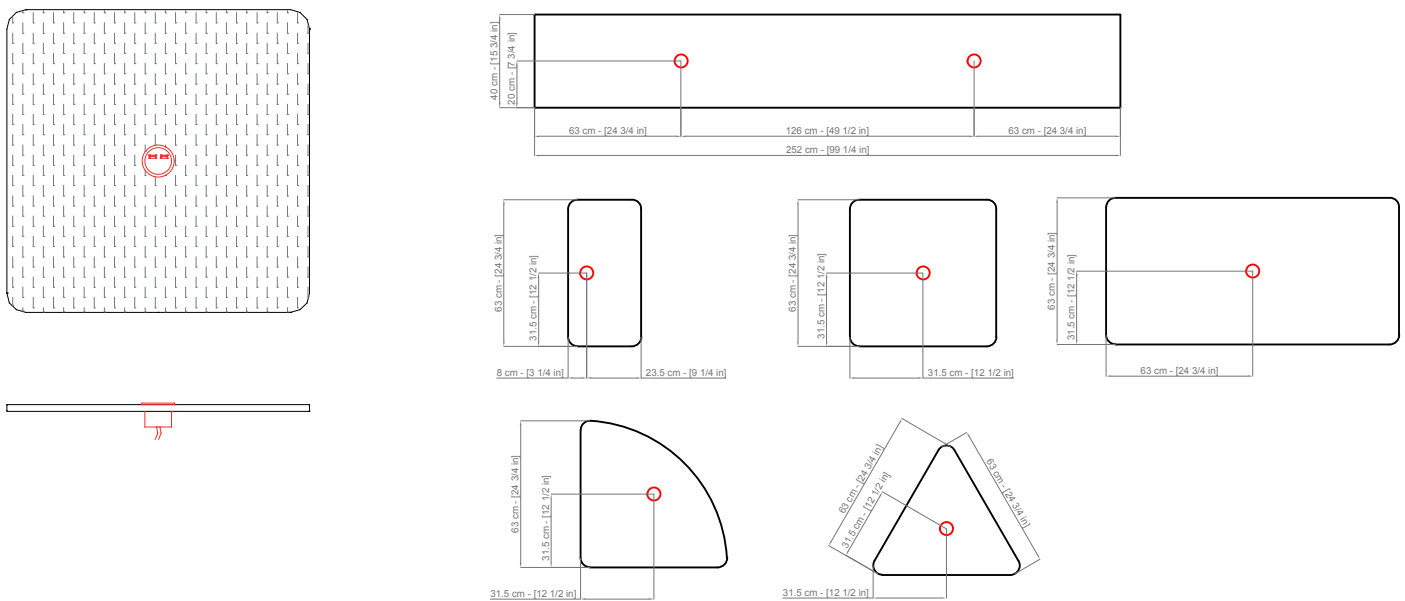 40 cm - [15 3/4 in]
20 cm - [7 3/4 in]
63 cm - [24 3/4 in]
126 cm - [49 1/2 in]
63 cm - [24 3/4 in]
252 cm - [99 1/4 in]
63 cm - [24 3/4 in]
31.5 cm - [12 1/2 in]
8 cm - [3 1/4 in]
23.5 cm - [9 1/4 in]
63 cm - [24 3/4 in]
31.5 cm - [12 1/2 in]
31.5 cm - [12 1/2 in]
63 cm - [24 3/4 in]
31.5 cm - [12 1/2 in]
63 cm - [24 3/4 in]
63 cm - [24 3/4 in]
31.5 cm - [12 1/2 in]
31.5 cm - [12 1/2 in]
63 cm - [24 3/4 in]
31.5 cm - [12 1/2 in]
63 cm - [24 3/4 in]
31.5 cm - [12 1/2 in]